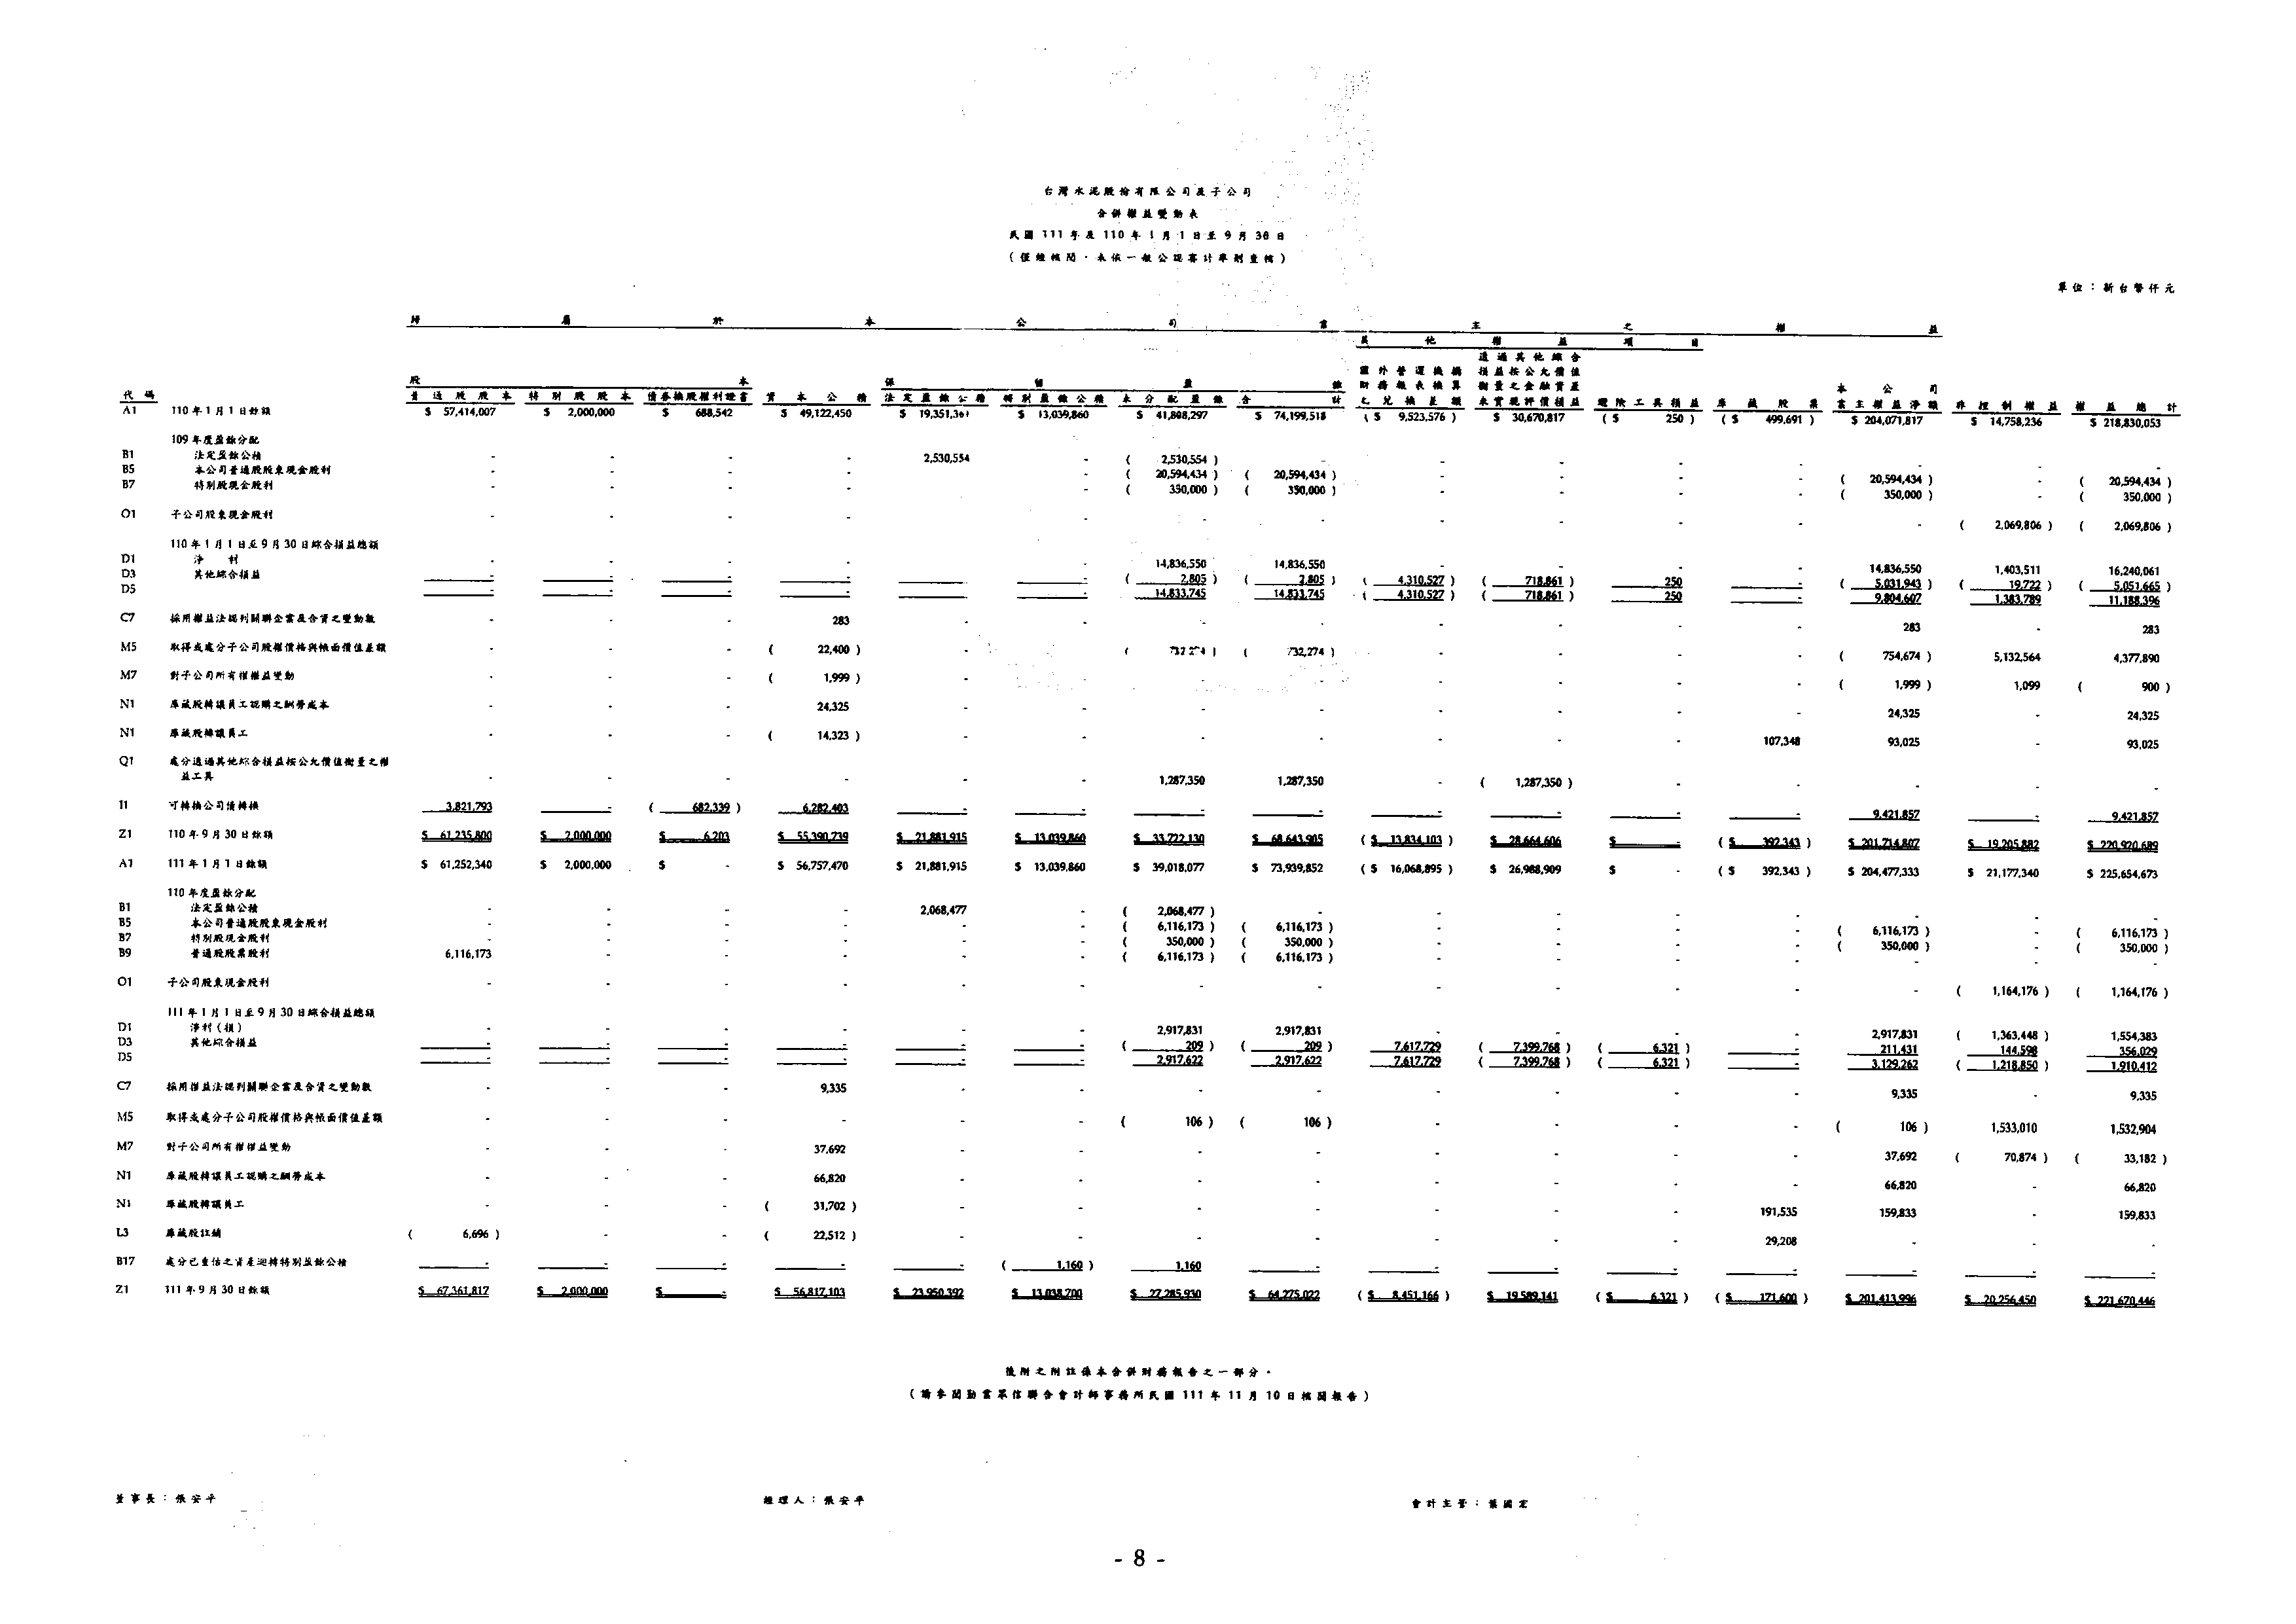 台灣水泥股份有限公司及子公司
合併權益變動表
民國 111 年及 110 年 1 月 1 日至 9 月 30 日
(僅經核閱,未依一般公認審計準則查核)
單位:新台幣仟元
歸屬於本公司業主之權益
其他權益項目
股本 保留盈餘
代碼 普通股股本 特別股股本 債券換股權利證書 資本公積 法定盈餘公積 特別盈餘公積 未分配盈餘 合計 國外營運機構財務報表換算之兌換差額 透過其他綜合損益按公允價值衡量之金融資產未實現評價損益 避險工具損益 庫藏股票 本公司業主權益淨額 非控制權益 權益總計
A1 110 年 1 月 1 日餘額 $ 57,414,007 $ 2,000,000 $ 688,542 $ 49,122,450 $ 19,351,361 $ 13,039,860 $ 41,808,297 $ 74,199,518 ($ 9,523,576) $ 30,670,817 ($ 250) ($ 499,691) $ 204,071,817 $ 14,758,236 $ 218,830,053
109 年度盈餘分配
B1 法定盈餘公積 - - - - 2,530,554 - (2,530,554) - - - - - - - -
B5 本公司普通股股東現金股利 - - - - - (20,594,434) (20,594,434) - - - - (20,594,434) - (20,594,434)
B7 特別股現金股利 - - - - - (350,000) (350,000) - - - - (350,000) - (350,000)
O1 子公司股東現金股利 - - - - - - - - - - - - (2,069,806) (2,069,806)
110 年 1 月 1 日至 9 月 30 日綜合損益總額
D1 淨利 - - - - - 14,836,550 14,836,550 - - - - 14,836,550 1,403,511 16,240,061
D3 其他綜合損益 - - - - - - (2,805) (2,805) (4,310,527) (718,861) 250 - (5,031,943) (19,722) (5,051,665)
D5 - - - - - - 14,833,745 14,833,745 (4,310,527) (718,861) 250 - 9,804,607 1,383,789 11,188,396
C7 採用權益法認列關聯企業及合資之變動數 - - - 283 - - - - - - - - 283 - 283
M5 取得或處分子公司股權價格與帳面價值差額 - - - (22,400) - - (732,274) (732,274) - - - - (754,674) 5,132,564 4,377,890
M7 對子公司所有權權益變動 - - - (1,999) - - - - - - - - (1,999) 1,099 (900)
N1 庫藏股轉讓員工認購之酬勞成本 - - - 24,325 - - - - - - - - 24,325 - 24,325
N1 庫藏股轉讓員工 - - - (14,323) - - - - - - - 107,348 93,025 - 93,025
Q1 處分透過其他綜合損益按公允價值衡量之權
益工具 - - - - - - 1,287,350 1,287,350 - (1,287,350) - - - - -
I1 可轉換公司債轉換 3,821,793 - (682,339) 6,282,403 - - - - - - - - 9,421,857 - 9,421,857
Z1 110 年 9 月 30 日餘額 $ 61,235,800 $ 2,000,000 $ 6,203 $ 55,390,739 $ 21,881,915 $ 13,039,860 $ 33,722,130 $ 68,643,905 ($ 13,834,103) $ 28,664,606 $ - ($ 392,343) $ 201,714,807 $ 19,205,882 $ 220,920,689
A1 111 年 1 月 1 日餘額 $ 61,252,340 $ 2,000,000 $ - $ 56,757,470 $ 21,881,915 $ 13,039,860 $ 39,018,077 $ 73,939,852 ($ 16,068,895) $ 26,988,909 $ - ($ 392,343) $ 204,477,333 $ 21,177,340 $ 225,654,673
110 年度盈餘分配
B1 法定盈餘公積 - - - - 2,068,477 - (2,068,477) - - - - - - - -
B5 本公司普通股股東現金股利 - - - - - - (6,116,173) (6,116,173) - - - - (6,116,173) - (6,116,173)
B7 特別股現金股利 - - - - - - (350,000) (350,000) - - - - (350,000) - (350,000)
B9 普通股股票股利 6,116,173 - - - - - (6,116,173) (6,116,173) - - - - - - -
O1 子公司股東現金股利 - - - - - - - - - - - - - (1,164,176) (1,164,176)
111 年 1 月 1 日至 9 月 30 日綜合損益總額
D1 淨利(損) - - - - - - 2,917,831 2,917,831 - - - - 2,917,831 (1,363,448) 1,554,383
D3 其他綜合損益 - - - - - - (209) (209) 7,617,729 (7,399,768) (6,321) - 211,431 144,598 356,029
D5 - - - - - - 2,917,622 2,917,622 7,617,729 (7,399,768) (6,321) - 3,129,262 (1,218,850) 1,910,412
C7 採用權益法認列關聯企業及合資之變動數 - - - 9,335 - - - - - - - - 9,335 - 9,335
M5 取得或處分子公司股權價格與帳面價值差額 - - - - - - (106) (106) - - - - (106) 1,533,010 1,532,904
M7 對子公司所有權權益變動 - - - 37,692 - - - - - - - - 37,692 (70,874) (33,182)
N1 庫藏股轉讓員工認購之酬勞成本 - - - 66,820 - - - - - - - - 66,820 - 66,820
N1 庫藏股轉讓員工 - - - (31,702) - - - - - - - 191,535 159,833 - 159,833
L3 庫藏股註銷 (6,696) - - (22,512) - - - - - - - 29,208 - - -
B17 處分已重估之資產迴轉特別盈餘公積 - - - - - (1,160) 1,160 - - - - - - - -
Z1 111 年 9 月 30 日餘額 $ 67,361,817 $ 2,000,000 $ - $ 56,817,103 $ 23,950,392 $ 13,038,700 $ 27,285,930 $ 64,275,022 ($ 8,451,166) $ 19,589,141 ($ 6,321) ($ 171,600) $ 201,413,996 $ 20,256,450 $ 221,670,446
後附之附註係本合併財務報告之一部分。
(請參閱勤業眾信聯合會計師事務所民國 111 年 11 月 10 日核閱報告)
董事長:張安平 經理人:張安平 會計主管:葉國宏
- 8 -